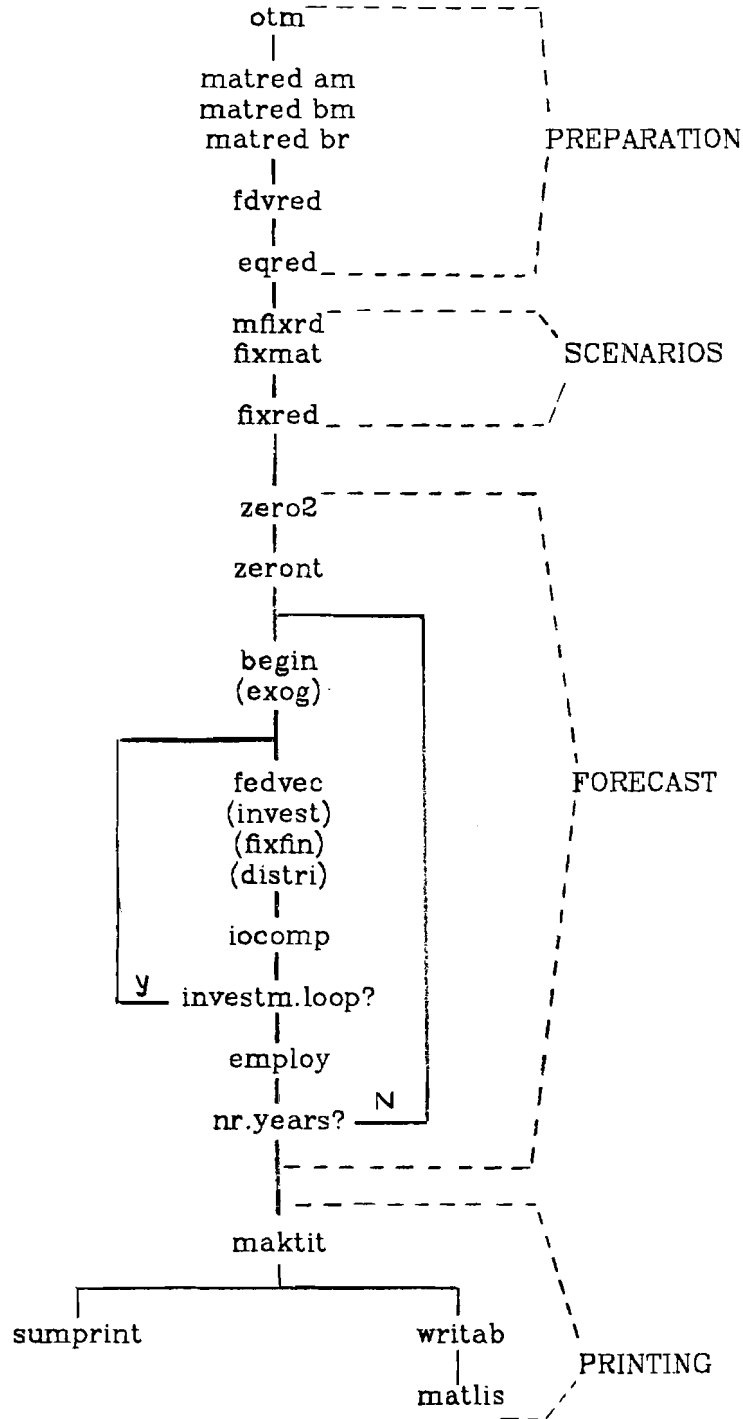 otm
matred am
matred bm
matred br
PREPARATION
fdvred
eqred
mfixrd
fixmat
SCENARIOS
fixred
zero2
zeront
begin
(exog)
fedvec
FORECAST
(invest)
(fixfin)
(distri)
iocomp
y
investm.loop?
employ
N
nr.years?
maktit
sumprint
writab
PRINTING
matlis